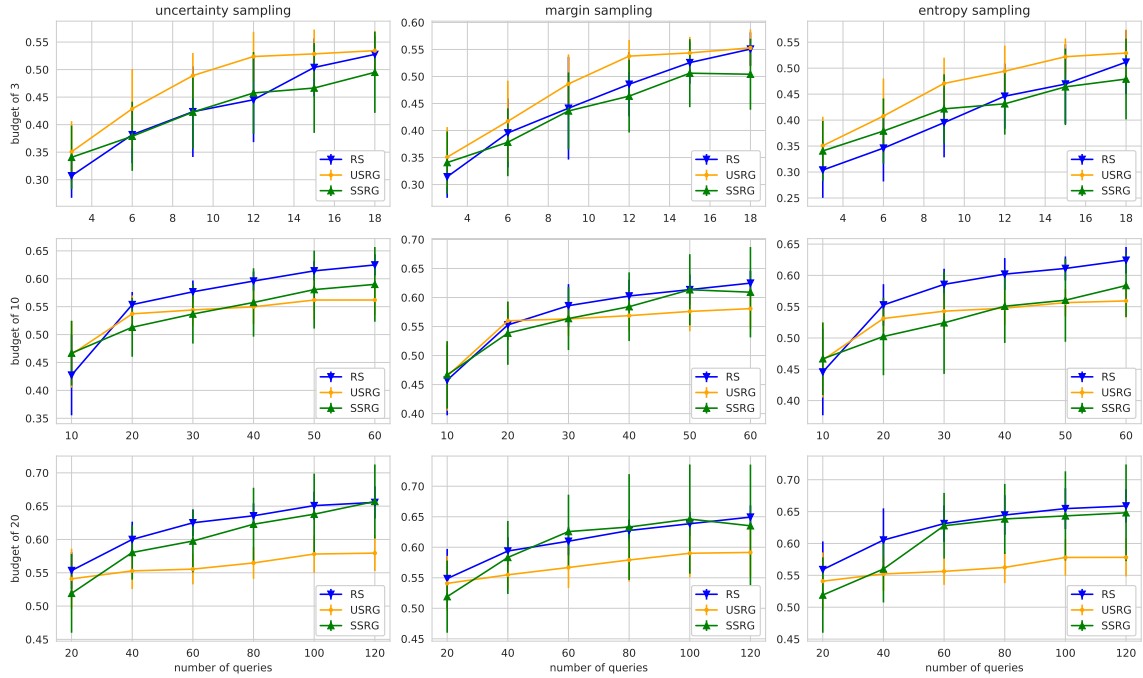 uncertainty sampling
margin sampling
entropy sampling
budget of 3
0.55
0.50
0.45
0.40
0.35
0.30
4 6 8 10 12 14 16 18
RS
USRG
SSRG
0.60
0.55
0.50
0.45
0.40
0.35
0.30
4 6 8 10 12 14 16 18
RS
USRG
SSRG
0.55
0.50
0.45
0.40
0.35
0.30
0.25
4 6 8 10 12 14 16 18
RS
USRG
SSRG
budget of 10
0.65
0.60
0.55
0.50
0.45
0.40
0.35
10 20 30 40 50 60
RS
USRG
SSRG
0.70
0.65
0.60
0.55
0.50
0.45
0.40
10 20 30 40 50 60
RS
USRG
SSRG
0.65
0.60
0.55
0.50
0.45
0.40
10 20 30 40 50 60
RS
USRG
SSRG
budget of 20
0.70
0.65
0.60
0.55
0.50
0.45
20 40 60 80 100 120
number of queries
RS
USRG
SSRG
0.70
0.65
0.60
0.55
0.50
0.45
20 40 60 80 100 120
number of queries
RS
USRG
SSRG
0.70
0.65
0.60
0.55
0.50
0.45
20 40 60 80 100 120
number of queries
RS
USRG
SSRG